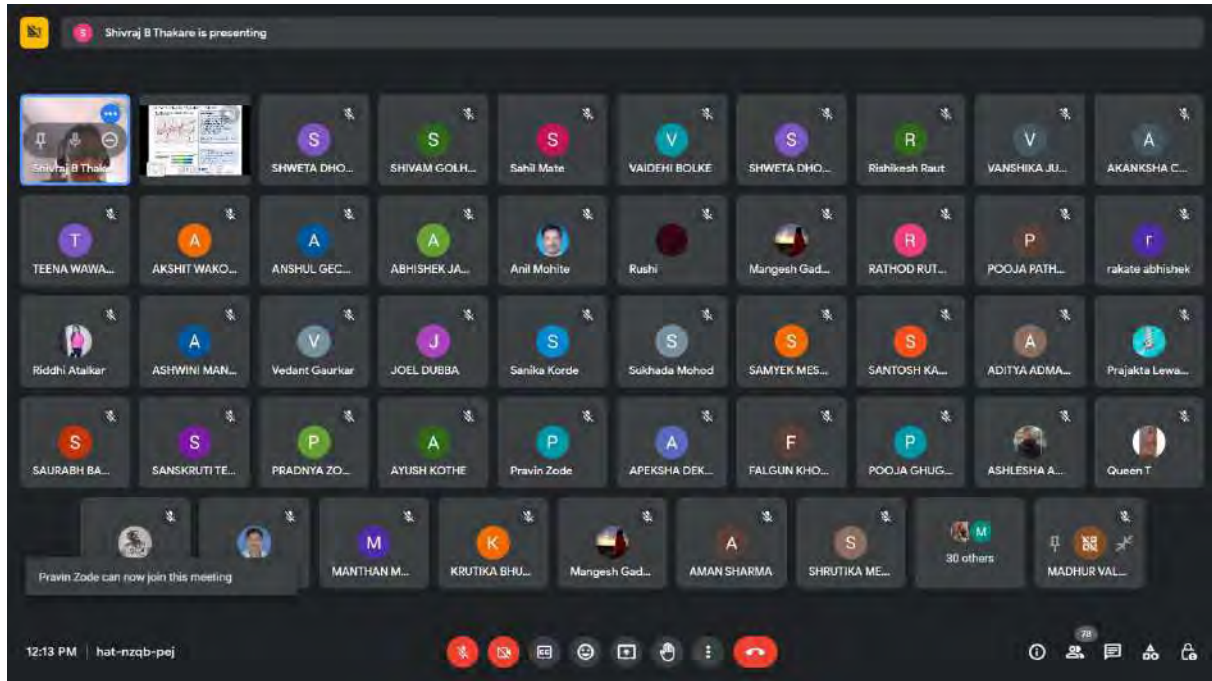 S Shivraj B Thakare is presenting
Shivraj B Thaka
S SHWETA DHO...
S SHIVAM GOLH...
S Sahil Mate
V VAIDEHI BOLKE
S SHWETA DHO...
R Rishikesh Raut
V VANSHIKA JU...
A AKANKSHA C...
T TEENA WAWA...
A AKSHIT WAKO...
A ANSHUL GEC...
A ABHISHEK JA...
Anil Mohite
Rushi
Mangesh Gad...
R RATHOD RUT...
P POOJA PATH...
r rakate abhishek
Riddhi Atalkar
A ASHWINI MAN...
V Vedant Gaurkar
J JOEL DUBBA
S Sanika Korde
S Sukhada Mohod
S SAMYEK MES...
S SANTOSH KA...
A ADITYA ADMA...
Prajakta Lewa...
S SAURABH BA...
S SANSKRUTI TE...
P PRADNYA ZO...
A AYUSH KOTHE
P Pravin Zode
A APEKSHA DEK...
F FALGUN KHO...
P POOJA GHUG...
ASHLESHA A...
Queen T
Pravin Zode can now join this meeting
M MANTHAN M...
K KRUTIKA BHU...
Mangesh Gad...
A AMAN SHARMA
S SHRUTIKA ME...
M 30 others
MADHUR VAL...
12:13 PM | hat-nzqb-pej
78